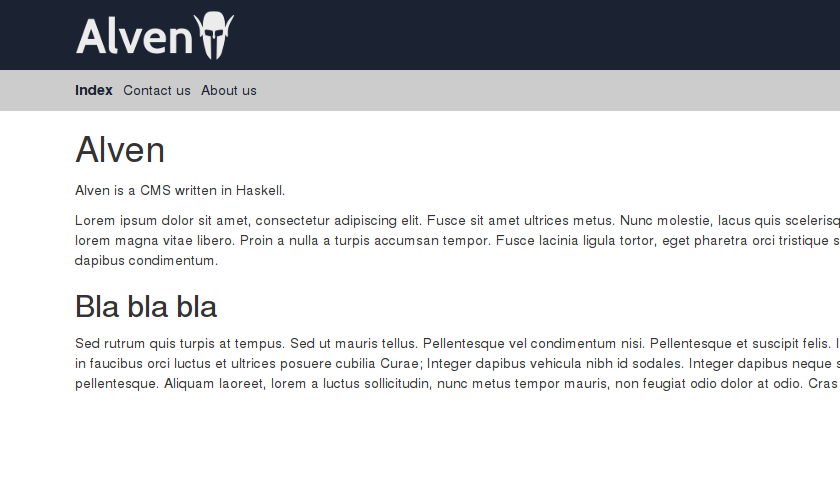 Alven
Index Contact us About us
Alven
Alven is a CMS written in Haskell.
Lorem ipsum dolor sit amet, consectetur adipiscing elit. Fusce sit amet ultrices metus. Nunc molestie, lacus quis
lorem magna vitae libero. Proin a nulla a turpis accumsan tempor. Fusce lacinia ligula tortor, eget pharetra orci tristique
dapibus condimentum.
Bla bla bla
Sed rutrum quis turpis at tempus. Sed ut mauris tellus. Pellentesque vel condimentum nisi. Pellentesque et suscipit felis.
in faucibus orci luctus et ultrices posuere cubilia Curae; Integer dapibus vehicula nibh id sodales. Integer dapibus neque
pellentesque. Aliquam laoreet, lorem a luctus sollicitudin, nunc metus tempor mauris, non feugiat odio dolor at odio. Cras